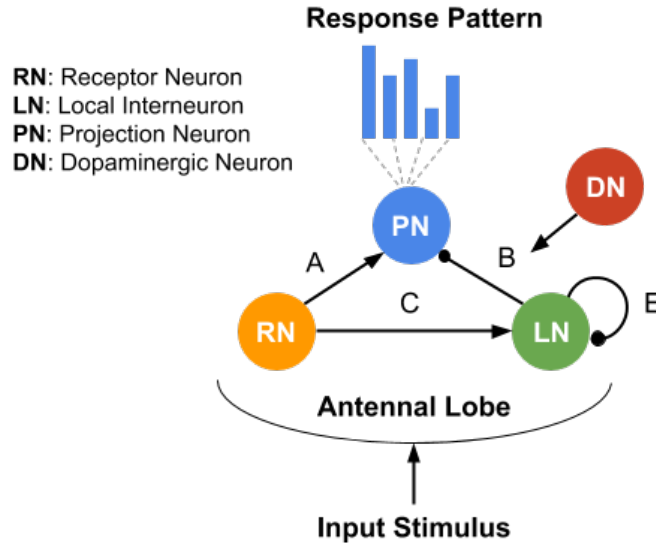 Response Pattern
RN: Receptor Neuron
LN: Local Interneuron
PN: Projection Neuron
DN: Dopaminergic Neuron
DN
PN
A
B
C
E
RN
LN
Antennal Lobe
Input Stimulus